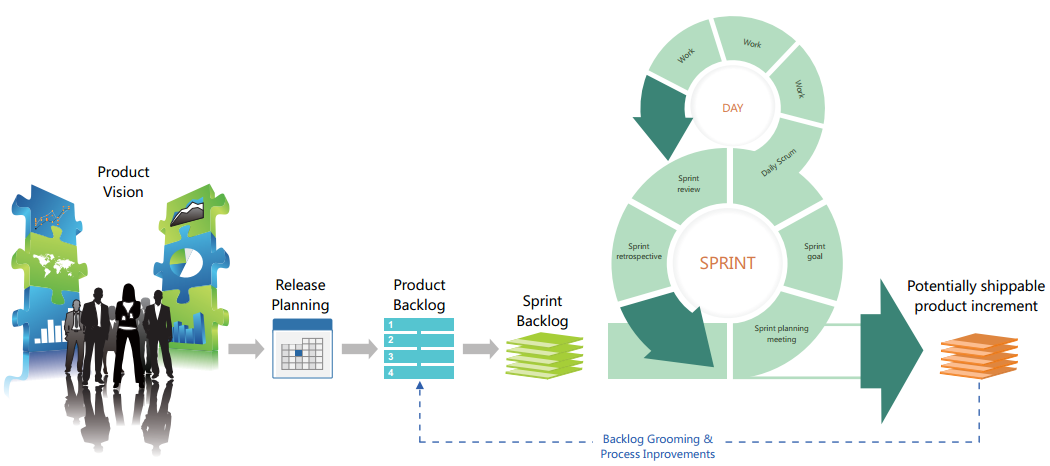 Product
Vision
Release
Planning
Product
Backlog
1
2
3
4
Sprint
Backlog
Work
Work
Work
DAY
Daily Scrum
Sprint
review
Sprint
retrospective
SPRINT
Sprint
goal
Sprint planning
meeting
Potentially shippable
product increment
Backlog Grooming &
Process Inprovements